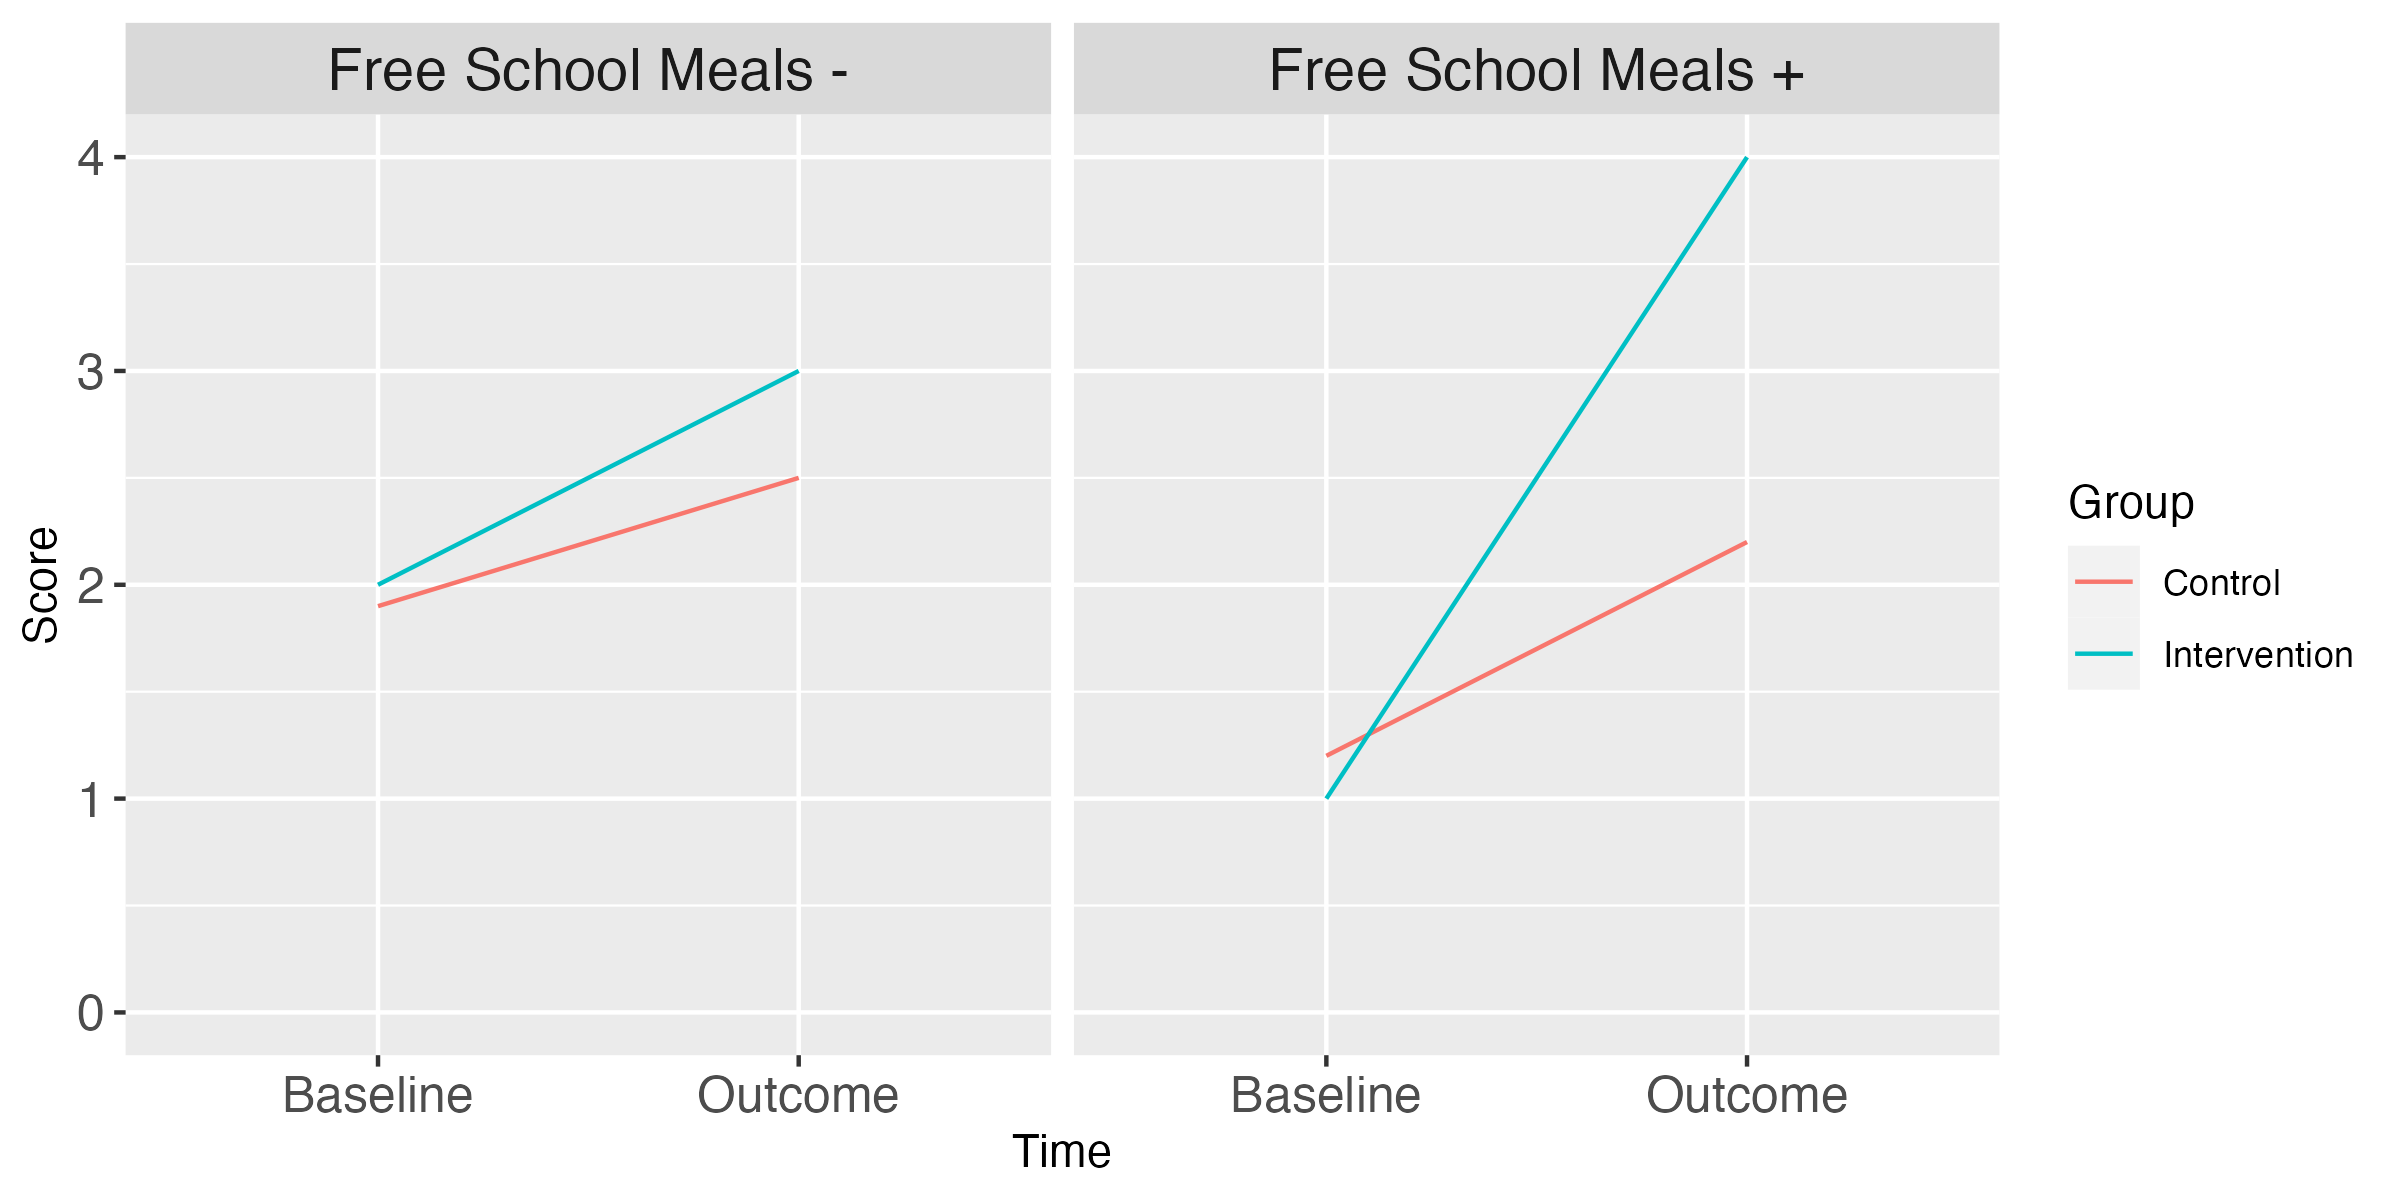 Free School Meals -
Free School Meals +
4
3
2
1
0
Score
Baseline
Outcome
Baseline
Outcome
Time
Group
Control
Intervention